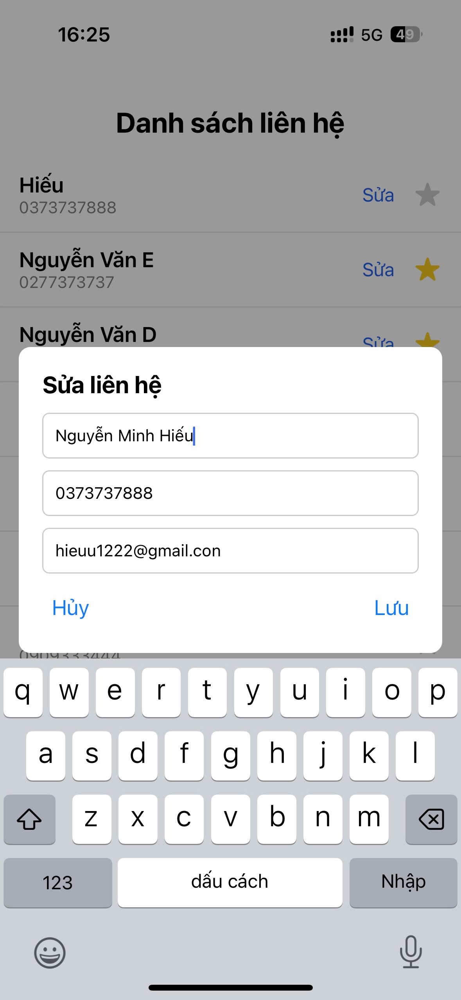 16:25
5G 49
Danh sách liên hệ
Hiếu
Sửa
0373737888
Nguyễn Văn E
Sửa
0277373737
Nguyễn Văn D
Sửa
Sửa liên hệ
Nguyễn Minh Hiếu
0373737888
hieuu1222@gmail.con
Hủy
Lưu
0909333444
q w e r t y u i o p
a s d f g h j k l
z x c v b n m
123
dấu cách
Nhập